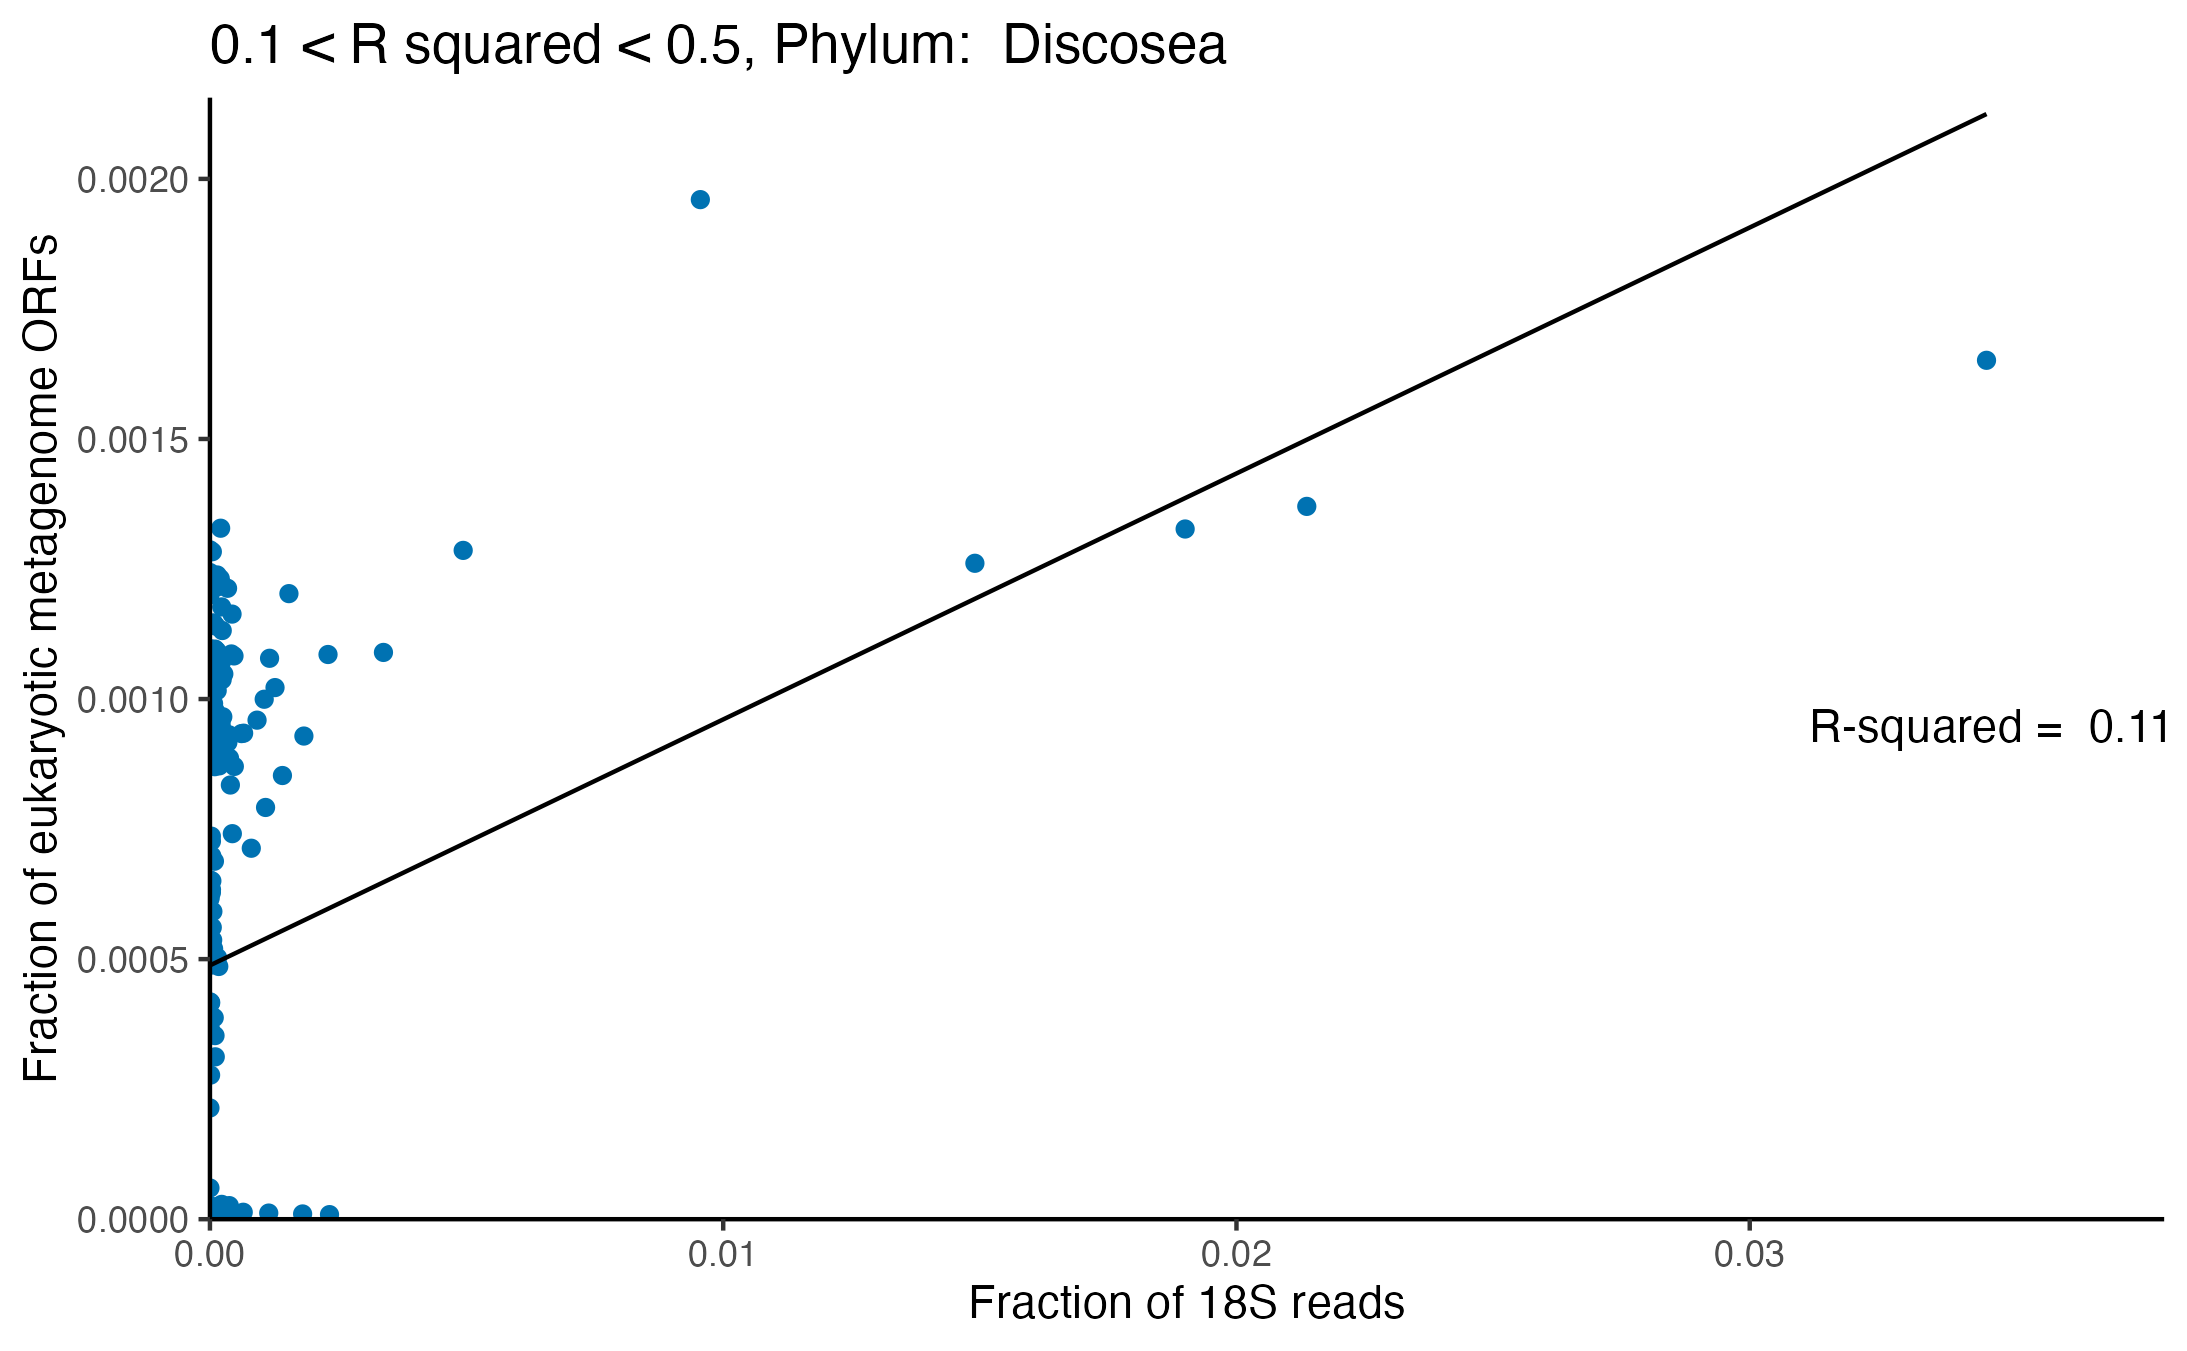 0.1 < R squared < 0.5, Phylum:  Discosea
Fraction of eukaryotic metagenome ORFs
0.0020
0.0015
0.0010
0.0005
0.0000
R-squared =  0.11
0.00 0.01 0.02 0.03
Fraction of 18S reads